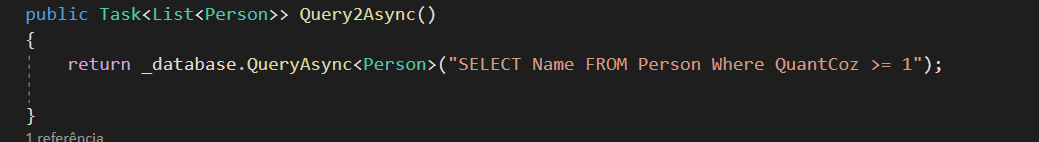 public Task<List<Person>> Query2Async()
{
return _database.QueryAsync<Person>("SELECT Name FROM Person Where QuantCoz >= 1");
}
1 referência